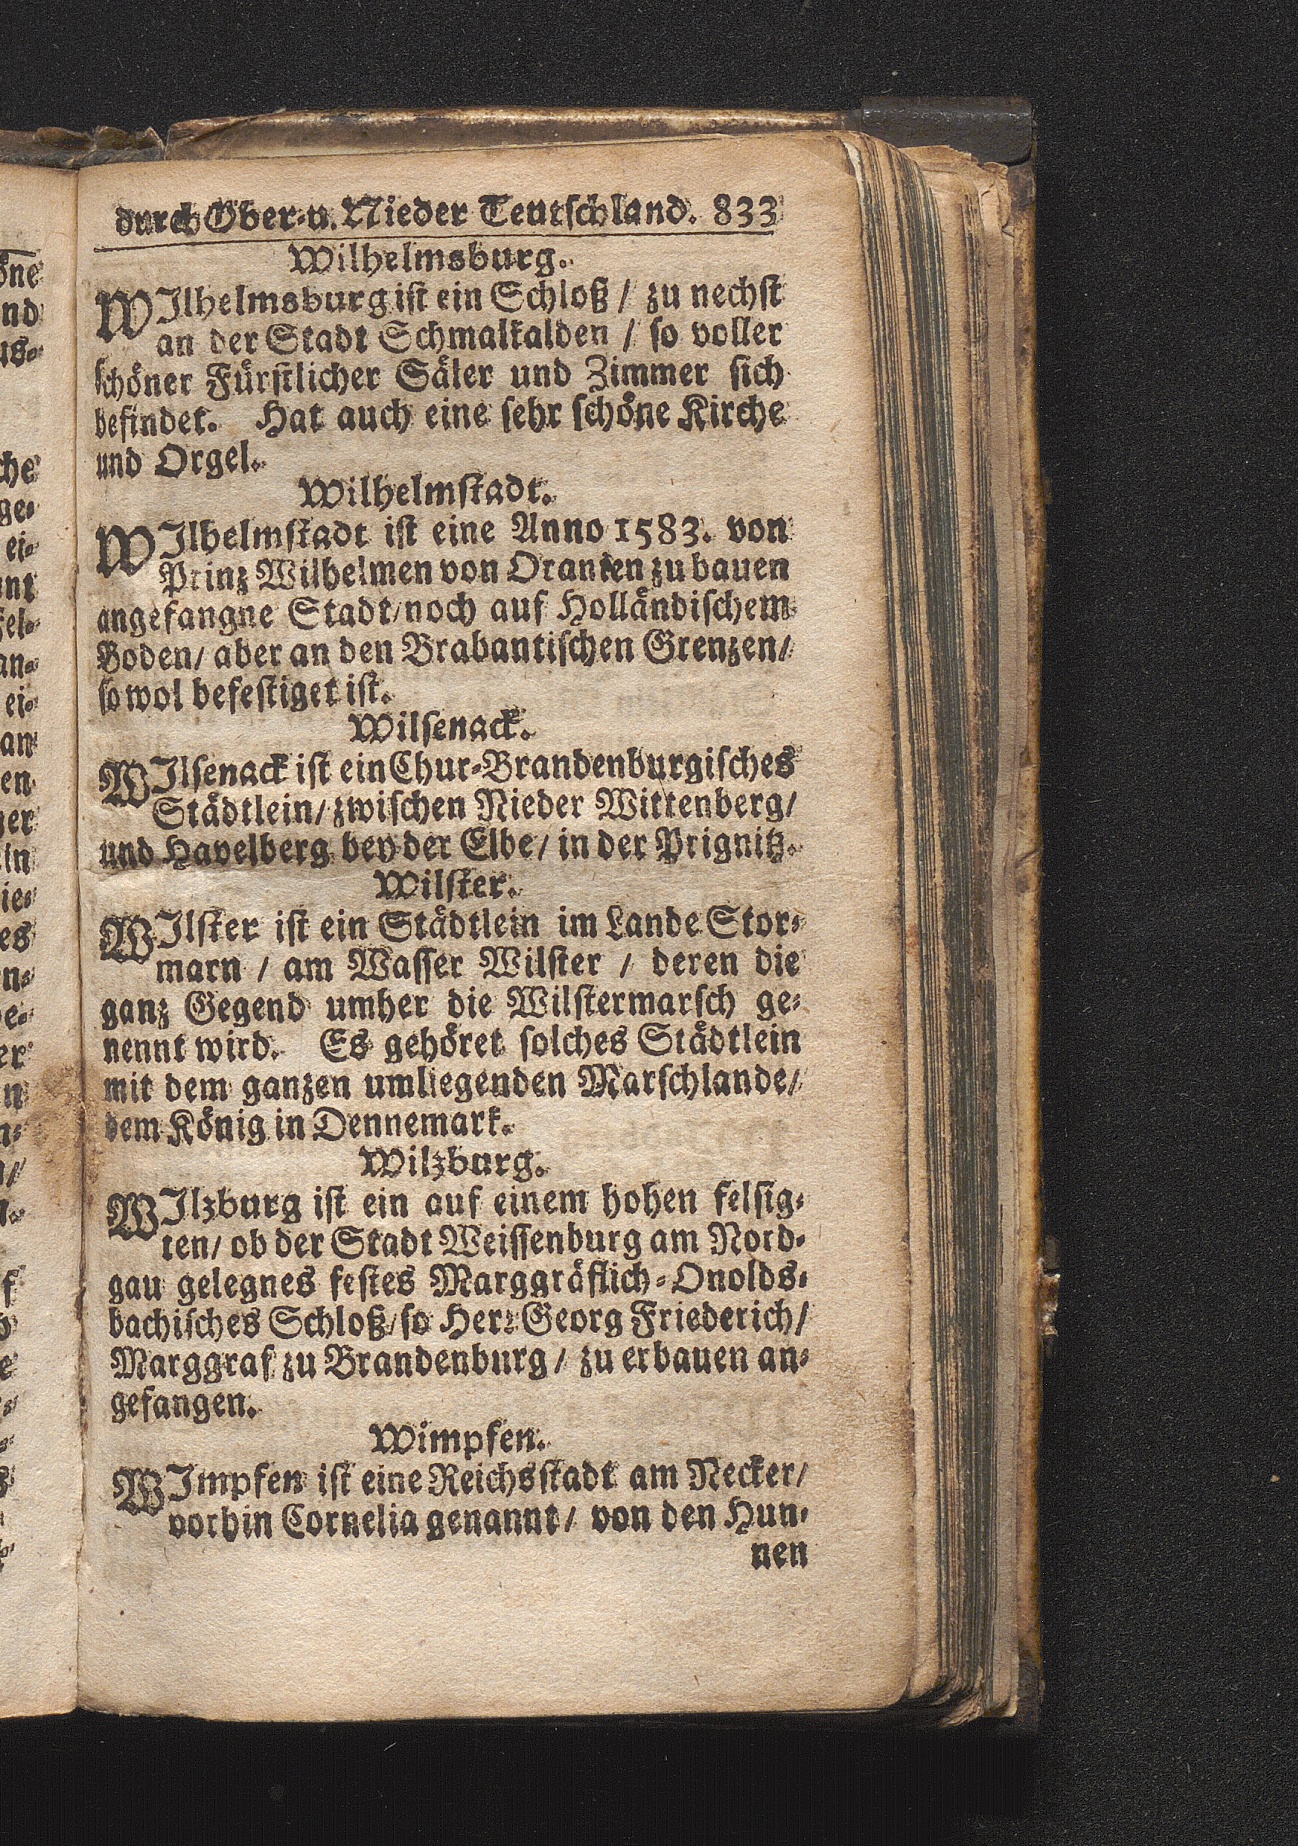 durch Ober-u. Nieder Teutschland. 833
Wilhelmsburg.
WIlhelmsburg ist ein Schloß / zu nechst
an der Stadt Schmalkalden / so voller
schöner Fürstlicher Säler und Zimmer sich
befindet. Hat auch eine sehr schöne Kirche
und Orgel.
Wilhelmstadt.
WIlhelmstadt ist eine Anno 1583. von
Prinz Wilhelmen von Oranien zu bauen
angefangne Stadt/noch auf Holländischem
Boden/ aber an den Brabantischen Grenzen/
so wol befestiget ist.
Wilsenack.
WIlsenack ist ein Chur-Brandenburgisches
Städtlein/ zwischen Nieder Wittenberg/
und Havelberg bey der Elbe/ in der Prignitz.
Wilster.
WIlster ist ein Städtlein im Lande Stor-
marn / am Wasser Wilster / deren die
ganz Gegend umher die Wilstermarsch ge-
nennt wird. Es gehöret solches Städtlein
mit dem ganzen umliegenden Marschlande/
dem König in Dennemark.
Wilzburg.
WIlzburg ist ein auf einem hohen felsig-
ten/ ob der Stadt Weissenburg am Nord-
gau gelegnes festes Marggräflich-Onolds-
bachisches Schloß/so Herr Georg Friederich/
Marggraf zu Brandenburg/ zu erbauen an-
gefangen.
Wimpfen.
WImpfen ist eine Reichsstadt am Necker/
vorhin Cornelia genannt/ von den Hun-
nen